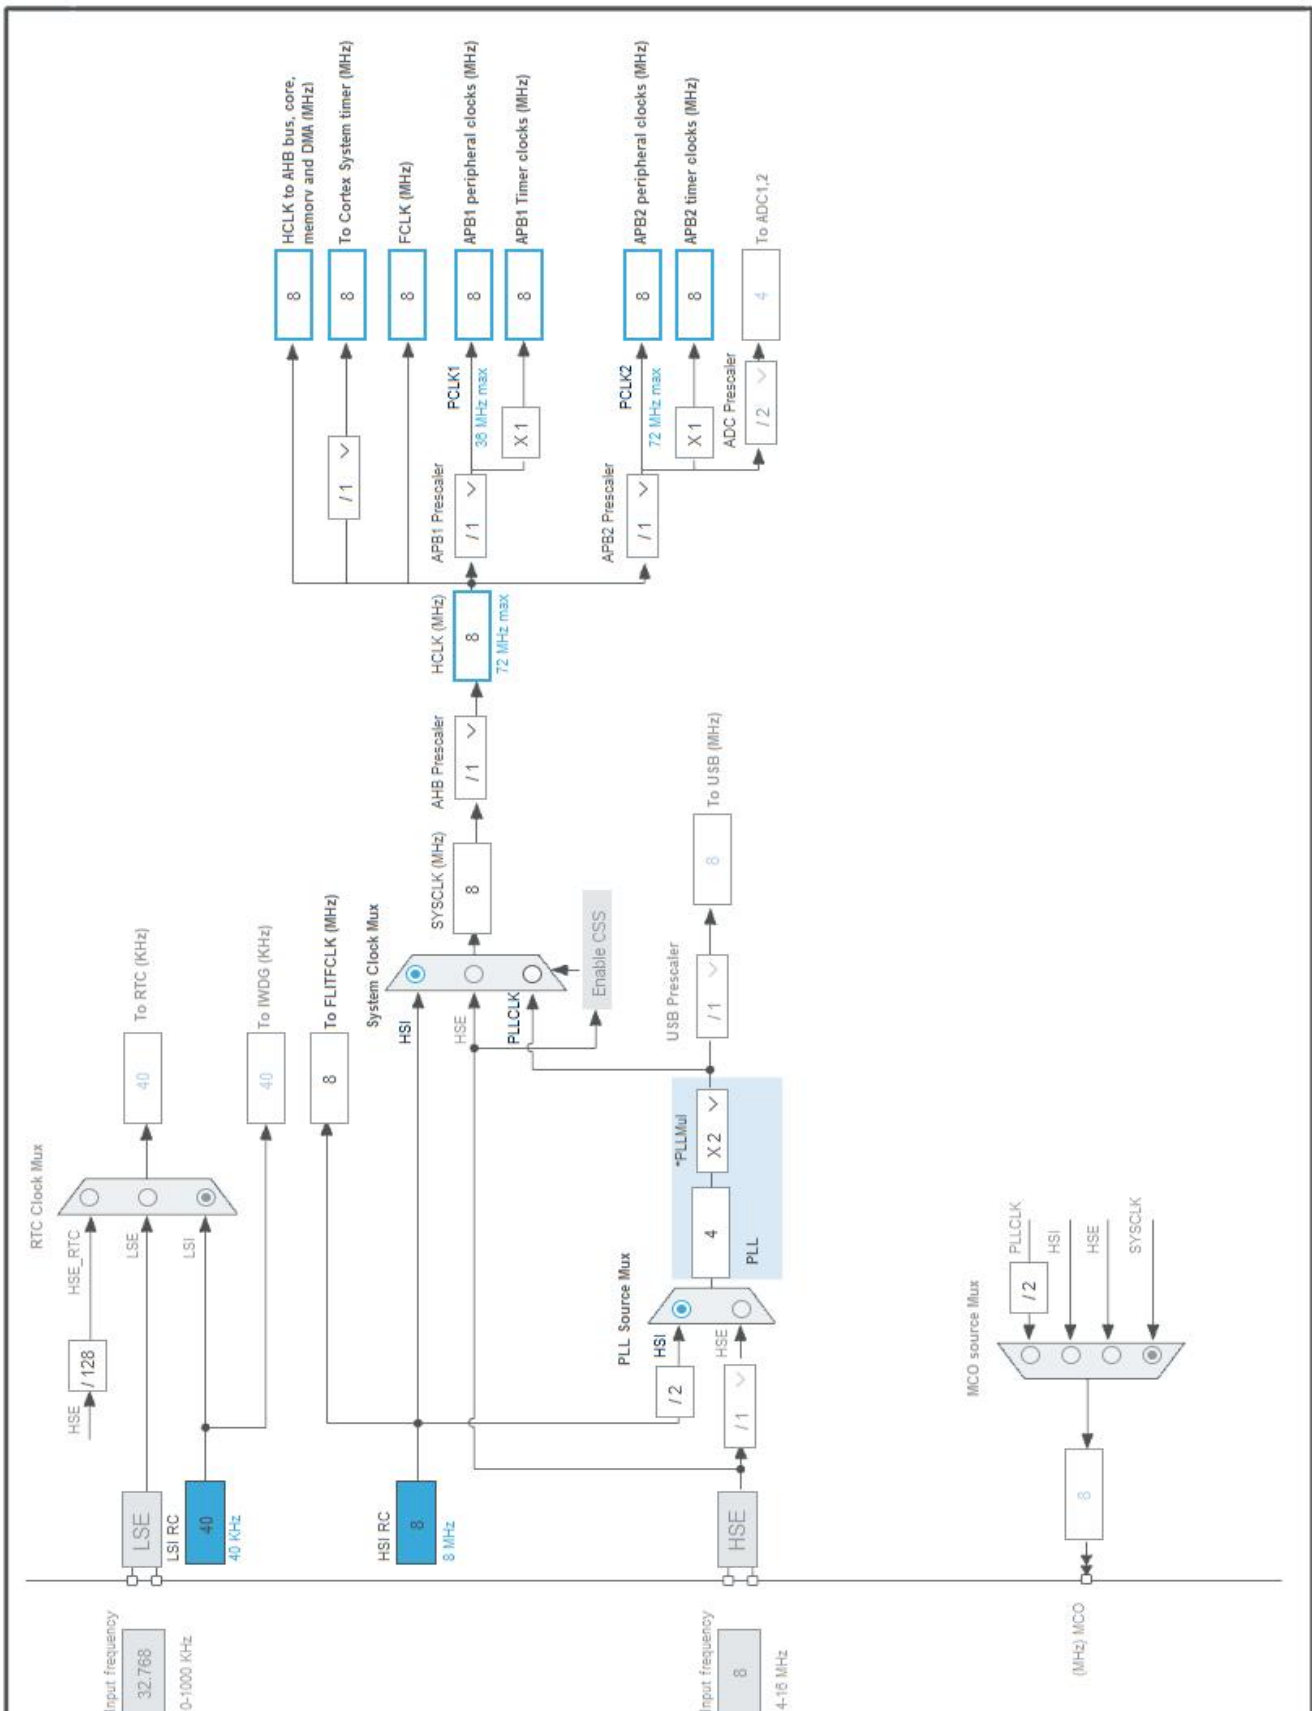 Input frequency
32.768
0-1000 KHz
LSE
LSI RC
40
40 KHz
HSE
/ 128
HSE_RTC
LSE
LSI
RTC Clock Mux
40
To RTC (KHz)
40
To IWDG (KHz)
HSI RC
8
8 MHz
8
To FLITFCLK (MHz)
System Clock Mux
HSI
HSE
PLLCLK
Enable CSS
SYSCLK (MHz)
8
AHB Prescaler
/ 1
HCLK (MHz)
8
72 MHz max
8
HCLK to AHB bus, core,
memory and DMA (MHz)
/ 1
8
To Cortex System timer (MHz)
8
FCLK (MHz)
APB1 Prescaler
/ 1
PCLK1
36 MHz max
8
APB1 peripheral clocks (MHz)
X 1
8
APB1 Timer clocks (MHz)
APB2 Prescaler
/ 1
PCLK2
72 MHz max
8
APB2 peripheral clocks (MHz)
X 1
8
APB2 timer clocks (MHz)
ADC Prescaler
/ 2
4
To ADC1,2
Input frequency
8
4-16 MHz
HSE
/ 1
/ 2
PLL Source Mux
HSI
HSE
4
PLL
*PLLMul
X 2
USB Prescaler
/ 1
8
To USB (MHz)
(MHz) MCO
8
MCO source Mux
/ 2
PLLCLK
HSI
HSE
SYSCLK